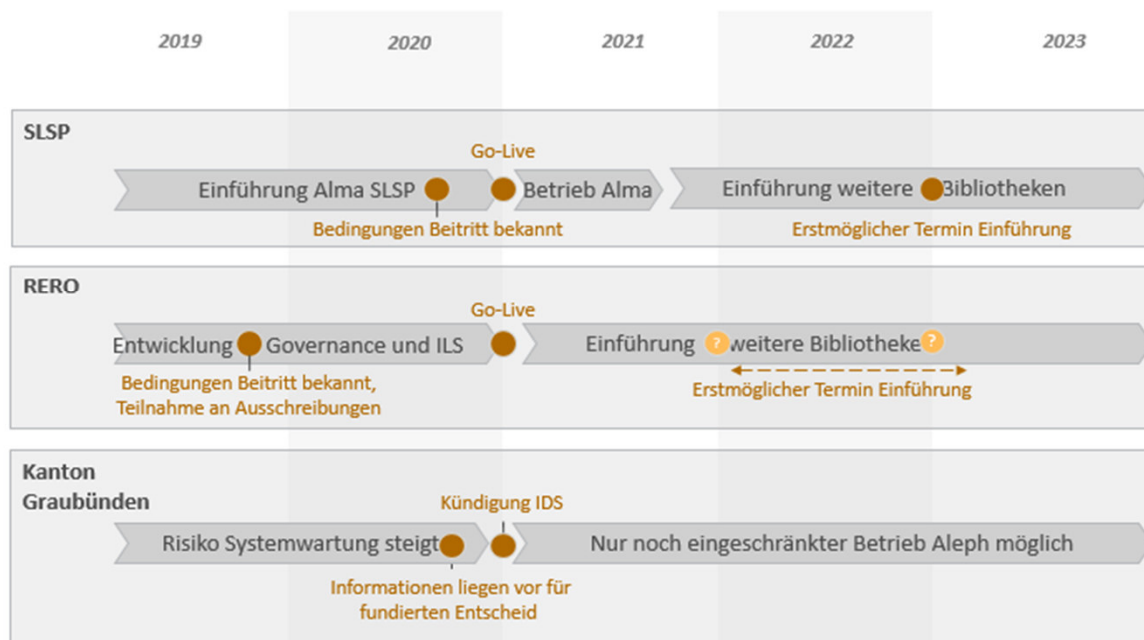 2019 2020 2021 2022 2023
SLSP
Go-Live
Einführung Alma SLSP Betrieb Alma Einführung weitere Bibliotheken
Bedingungen Beitritt bekannt Erstmöglicher Termin Einführung
RERO
Go-Live
Entwicklung Governance und ILS Einführung ? weitere Bibliotheke ?
Bedingungen Beitritt bekannt,
Teilnahme an Ausschreibungen
Erstmöglicher Termin Einführung
Kanton
Graubünden
Kündigung IDS
Risiko Systemwartung steigt Nur noch eingeschränkter Betrieb Aleph möglich
Informationen liegen vor für
fundierten Entscheid